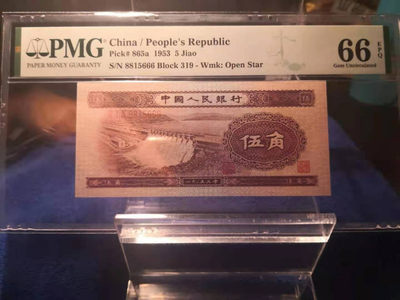 PMG
PAPER MONEY GUARANTY
China / People's Republic
Pick# 865a 1953 5 Jiao
S/N 8815666 Block 319 - Wmk: Open Star
66 EPQ
Gem Uncirculated
中國人民銀行
伍角